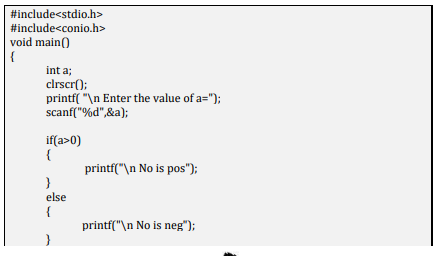 #include<stdio.h>
#include<conio.h>
void main()
{
int a;
clrscr();
printf( "\n Enter the value of a=");
scanf("%d",&a);
if(a>0)
{
printf("\n No is pos");
}
else
{
printf("\n No is neg");
}